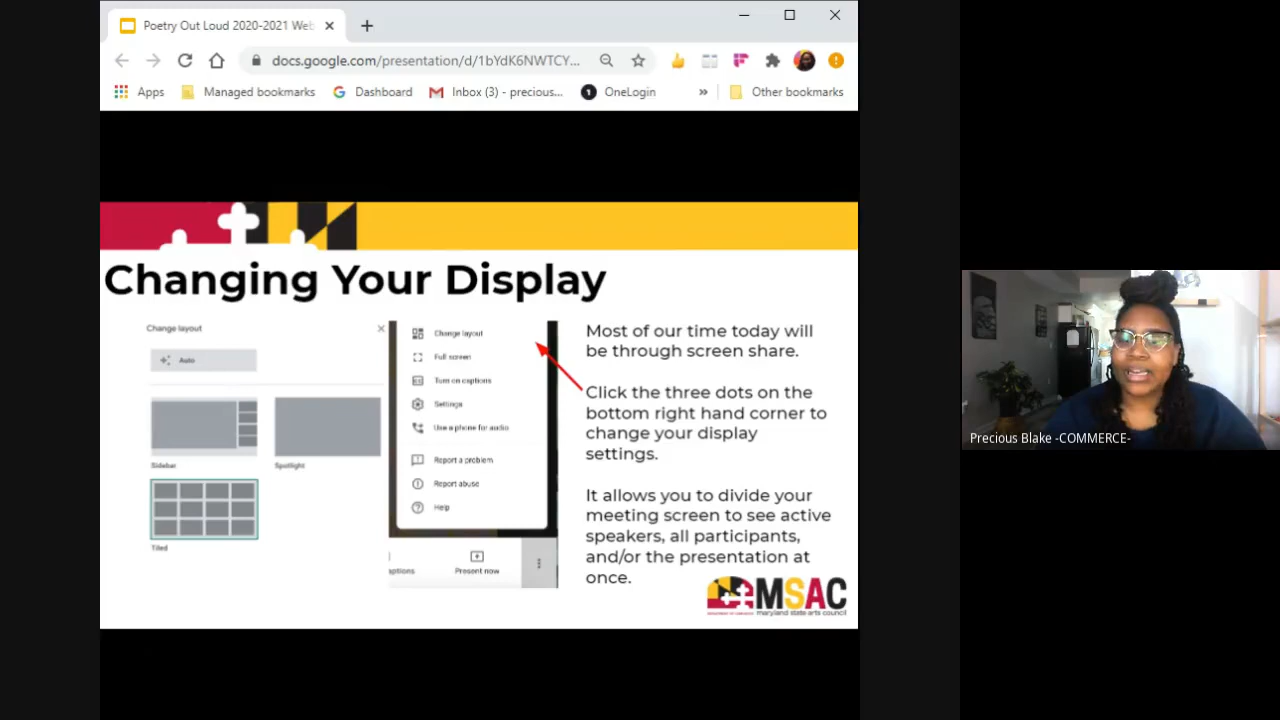 Poetry Out Loud 2020-2021 Web
docs.google.com/presentation/d/1bYdK6NWTCY...
Apps
Managed bookmarks
Dashboard
Inbox (3) - precious...
OneLogin
»
Other bookmarks
Changing Your Display
Change layout
Auto
Sidebar
Spotlight
Tiled
Change layout
Full screen
Turn on captions
Settings
Use a phone for audio
Report a problem
Report abuse
Help
aptions
Present now
Most of our time today will
be through screen share.
Click the three dots on the
bottom right hand corner to
change your display
settings.
It allows you to divide your
meeting screen to see active
speakers, all participants,
and/or the presentation at
once.
MSAC
maryland state arts council
Precious Blake -COMMERCE-